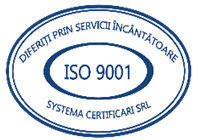 DIFERIȚI PRIN SERVICII ÎNCÂNTĂTOARE
ISO 9001
SYSTEMA CERTIFICARI SRL